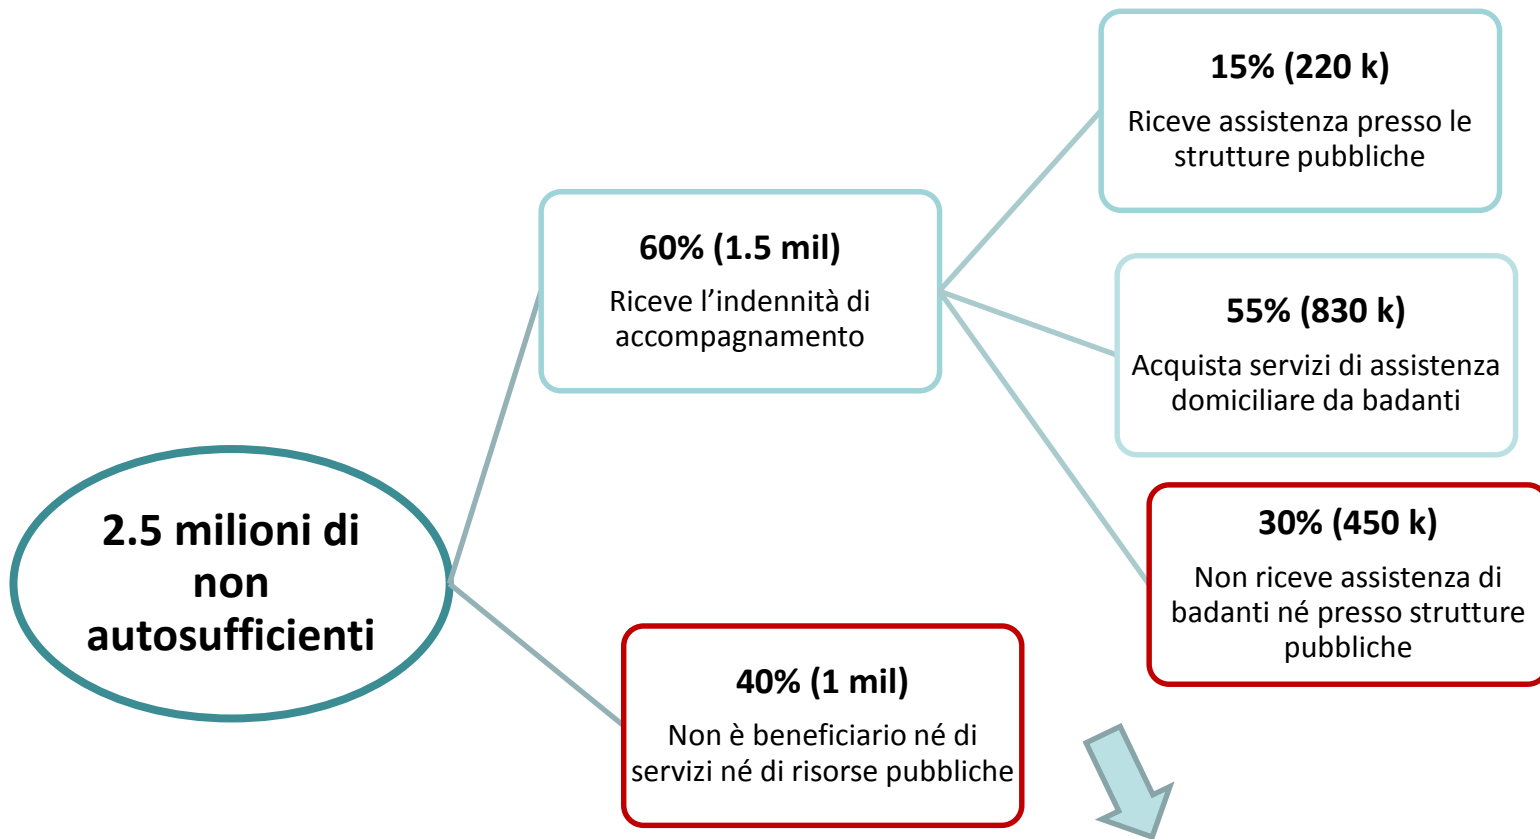 2.5 milioni di
non
autosufficienti
60% (1.5 mil)
Riceve l’indennità di
accompagnamento
40% (1 mil)
Non è beneficiario né di
servizi né di risorse pubbliche
15% (220 k)
Riceve assistenza presso le
strutture pubbliche
55% (830 k)
Acquista servizi di assistenza
domiciliare da badanti
30% (450 k)
Non riceve assistenza di
badanti né presso strutture
pubbliche